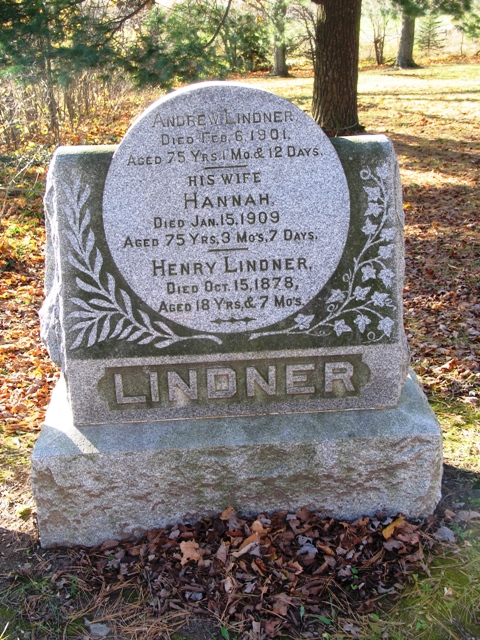 ANDREW LINDNER
DIED FEB. 6, 1901.
AGED 75 YRS. 1 MO. & 12 DAYS.
HIS WIFE
HANNAH.
DIED JAN. 15, 1909
AGED 75 YRS, 3 MO'S, 7 DAYS.
HENRY LINDNER,
DIED OCT. 15, 1878,
AGED 18 YRS, & 7 MO'S.
LINDNER